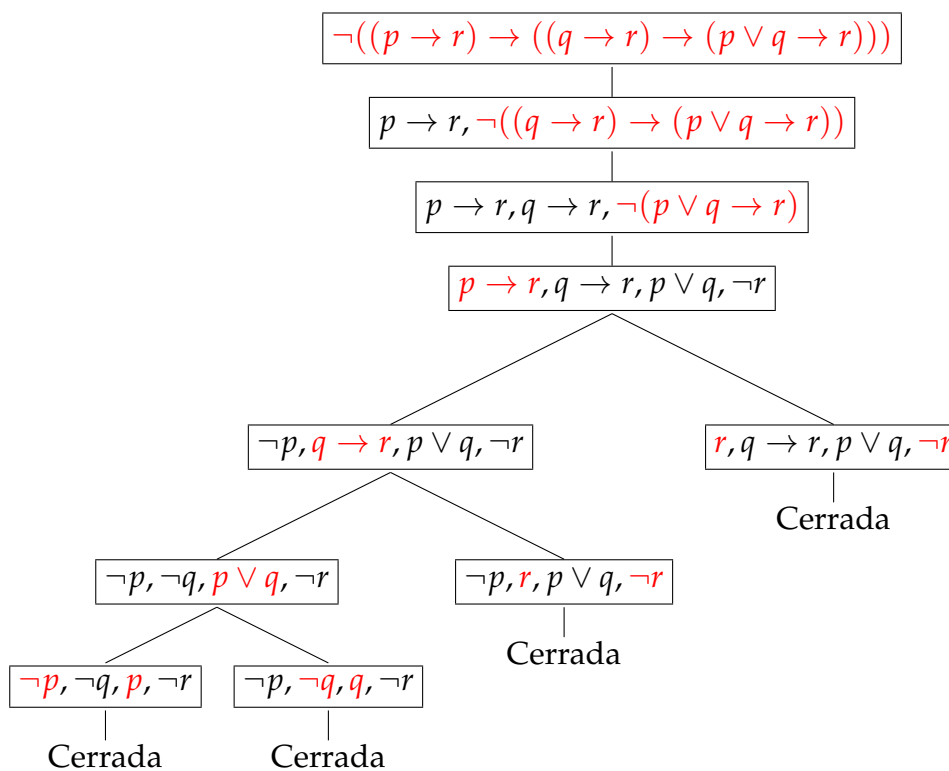 ¬((p → r) → ((q → r) → (p ∨ q → r)))
p → r, ¬((q → r) → (p ∨ q → r))
p → r, q → r, ¬(p ∨ q → r)
p → r, q → r, p ∨ q, ¬r
¬p, q → r, p ∨ q, ¬r
r, q → r, p ∨ q, ¬r
Cerrada
¬p, ¬q, p ∨ q, ¬r
¬p, r, p ∨ q, ¬r
Cerrada
¬p, ¬q, p, ¬r
¬p, ¬q, q, ¬r
Cerrada
Cerrada